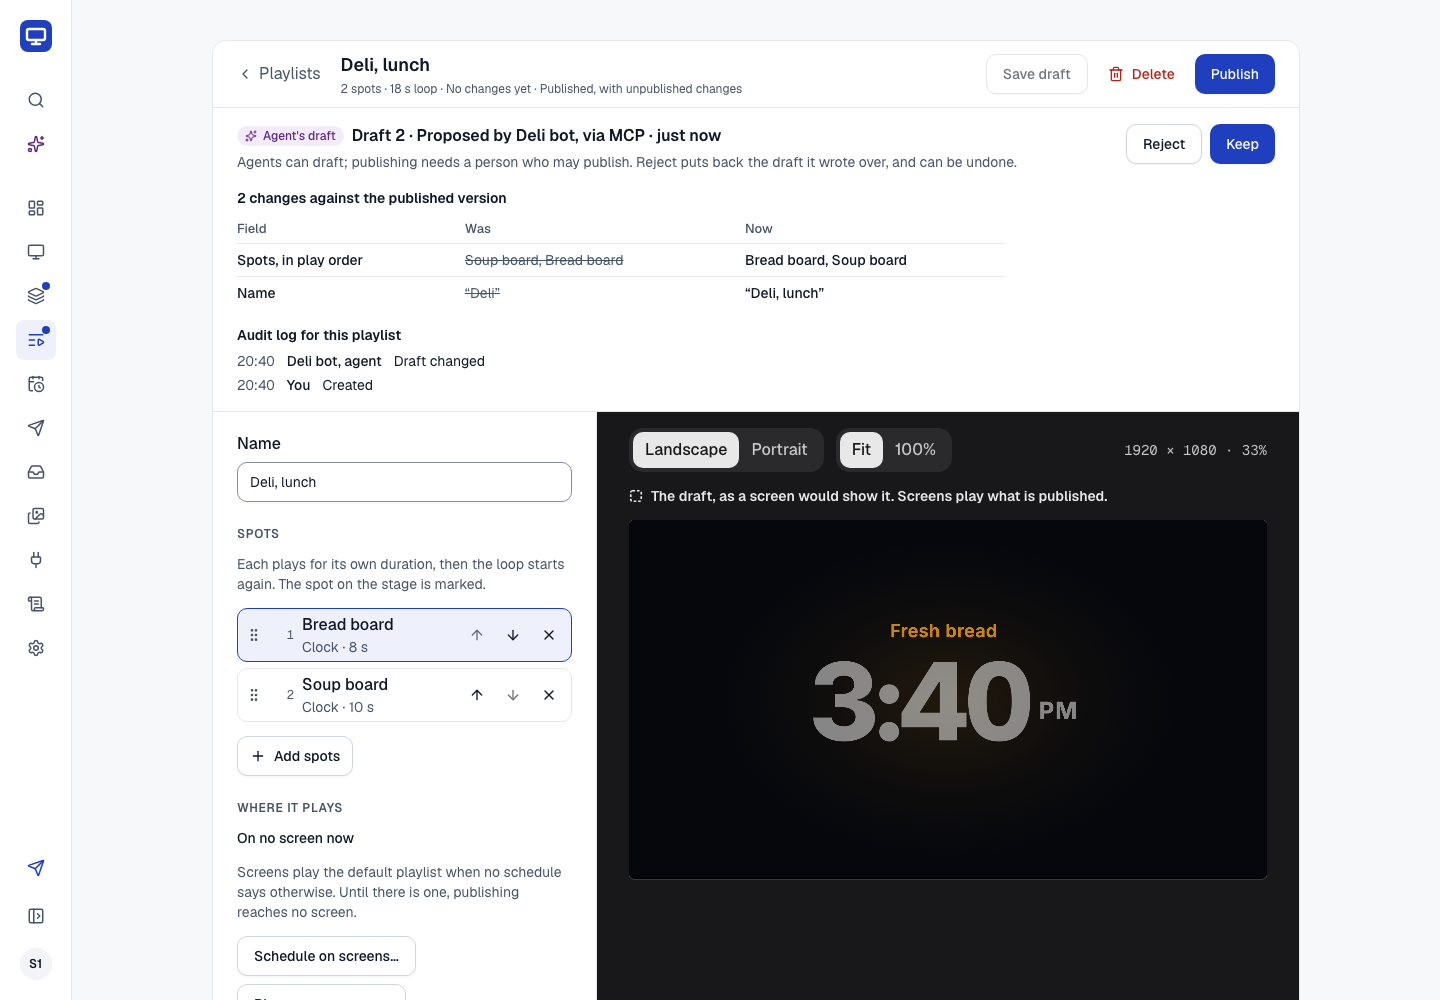 Playlists
Deli, lunch
2 spots · 18 s loop · No changes yet · Published, with unpublished changes
Save draft
Delete
Publish
Agent's draft
Draft 2 · Proposed by Deli bot, via MCP · just now
Agents can draft; publishing needs a person who may publish. Reject puts back the draft it wrote over, and can be undone.
Reject
Keep
2 changes against the published version
Field Was Now
Spots, in play order Soup board, Bread board Bread board, Soup board
Name “Deli” “Deli, lunch”
Audit log for this playlist
20:40 Deli bot, agent Draft changed
20:40 You Created
Name
Deli, lunch
SPOTS
Each plays for its own duration, then the loop starts
again. The spot on the stage is marked.
1 Bread board
Clock · 8 s
2 Soup board
Clock · 10 s
Add spots
WHERE IT PLAYS
On no screen now
Screens play the default playlist when no schedule
says otherwise. Until there is one, publishing
reaches no screen.
Schedule on screens...
Landscape Portrait
Fit 100%
1920 × 1080 · 33%
The draft, as a screen would show it. Screens play what is published.
Fresh bread
3:40 PM
S1